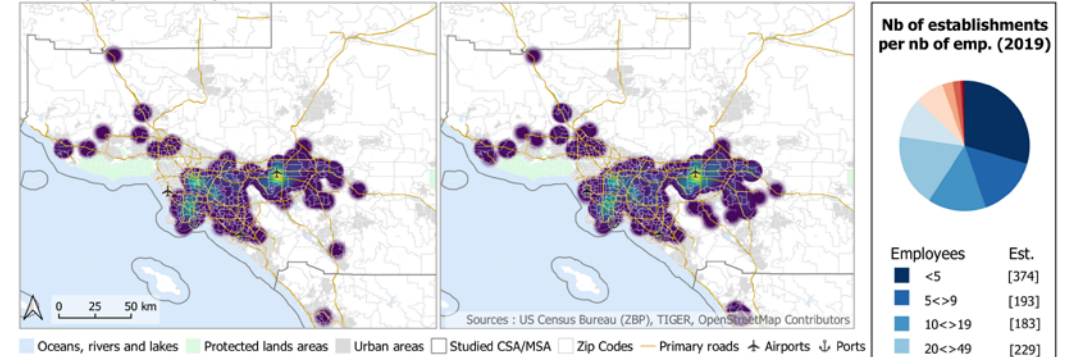 Nb of establishments
per nb of emp. (2019)
0 25 50 km
Sources : US Census Bureau (ZBP), TIGER, OpenStreetMap Contributors
Employees Est.
<5 [374]
5<>9 [193]
10<>19 [183]
20<>49 [229]
Oceans, rivers and lakes Protected lands areas Urban areas Studied CSA/MSA Zip Codes Primary roads Airports Ports